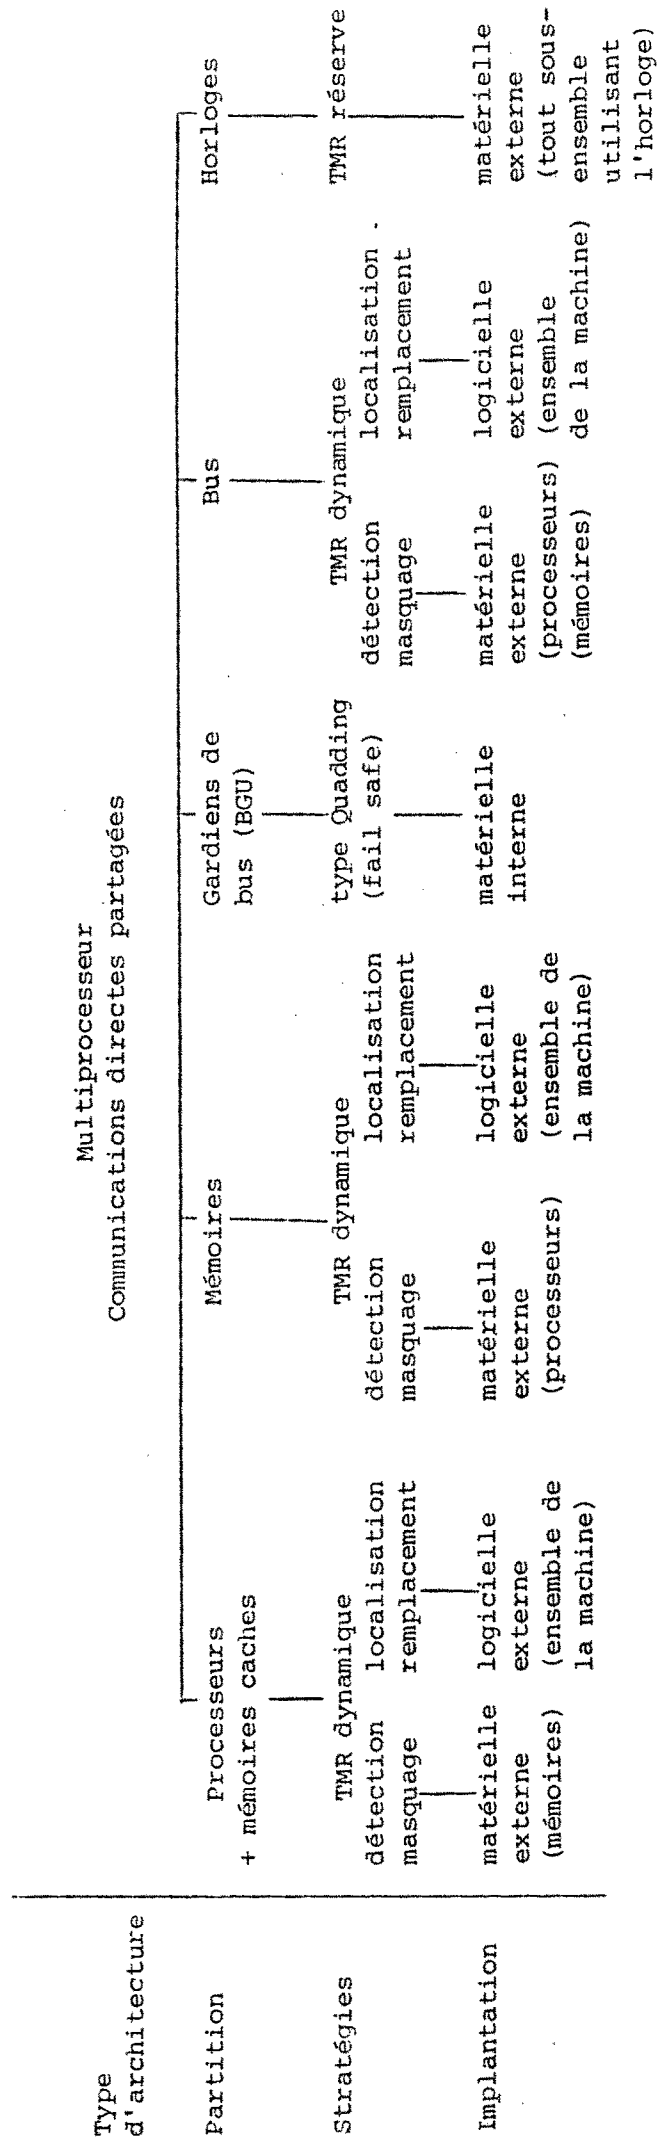 Type
d'architecture
Multiprocesseur
Communications directes partagées
Partition
Processeurs
+ mémoires caches
Mémoires
Gardiens de
bus (BGU)
Bus
Horloges
Stratégies
TMR dynamique
détection
masquage
localisation
remplacement
TMR dynamique
détection
masquage
localisation
remplacement
type Quadding
(fail safe)
TMR dynamique
détection
masquage
localisation .
remplacement
TMR réserve
Implantation
matérielle
externe
(mémoires)
logicielle
externe
(ensemble de
la machine)
matérielle
externe
(processeurs)
logicielle
externe
(ensemble de
la machine)
matérielle
interne
matérielle
externe
(processeurs)
(mémoires)
logicielle
externe
(ensemble
de la machine)
matérielle
externe
(tout sous-
ensemble
utilisant
l'horloge)